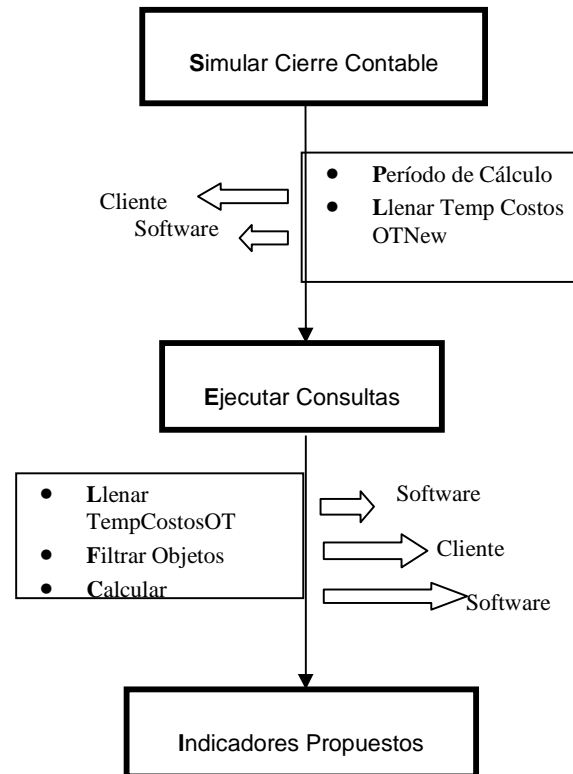 Simular Cierre Contable
Período de Cálculo
Llenar Temp Costos
OTNew
Cliente
Software
Ejecutar Consultas
Llenar
TempCostosOT
Filtrar Objetos
Calcular
Software
Cliente
Software
Indicadores Propuestos